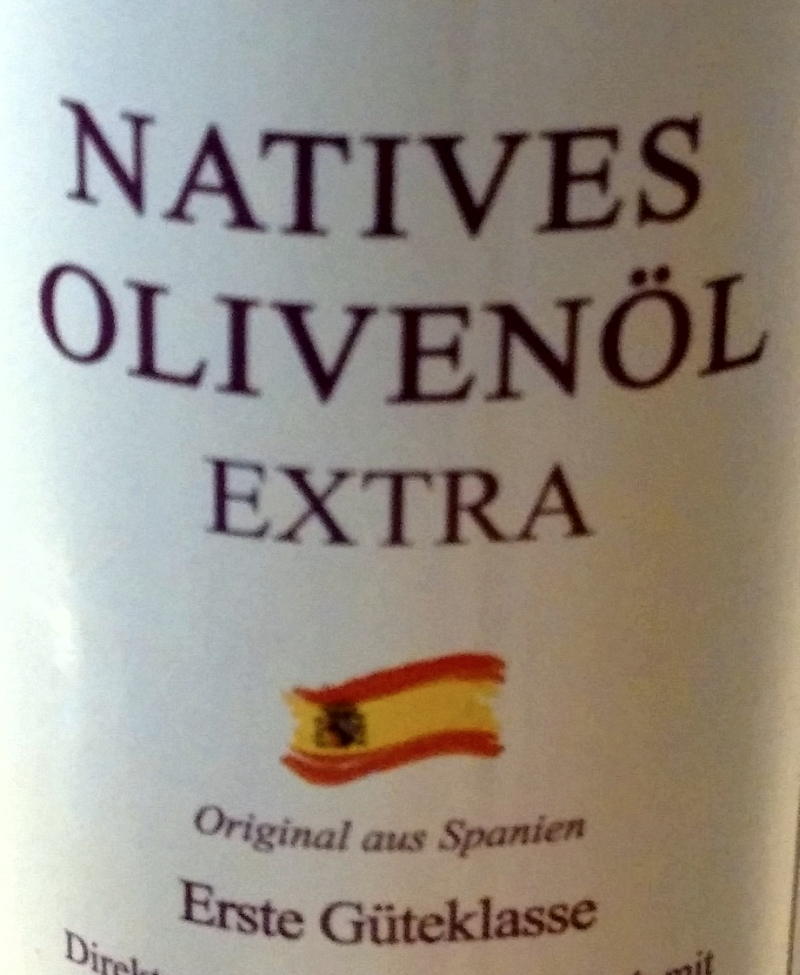 NATIVES
OLIVENÖL
EXTRA
Original aus Spanien
Erste Güteklasse